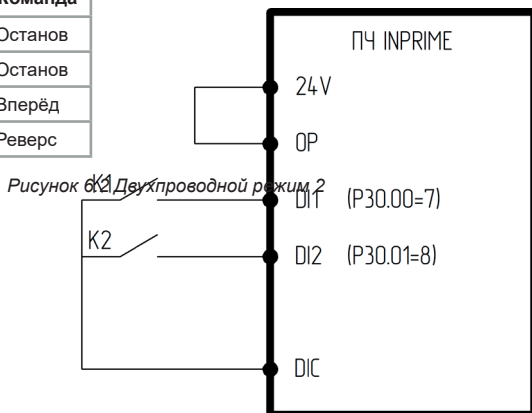 Команда
Останов
Останов
Вперёд
Реверс
ПЧ INPRIME
24V
OP
Рисунок 6.2 Двухпроводной режим 2
K1
DI1 (P30.00=7)
K2
DI2 (P30.01=8)
DIC